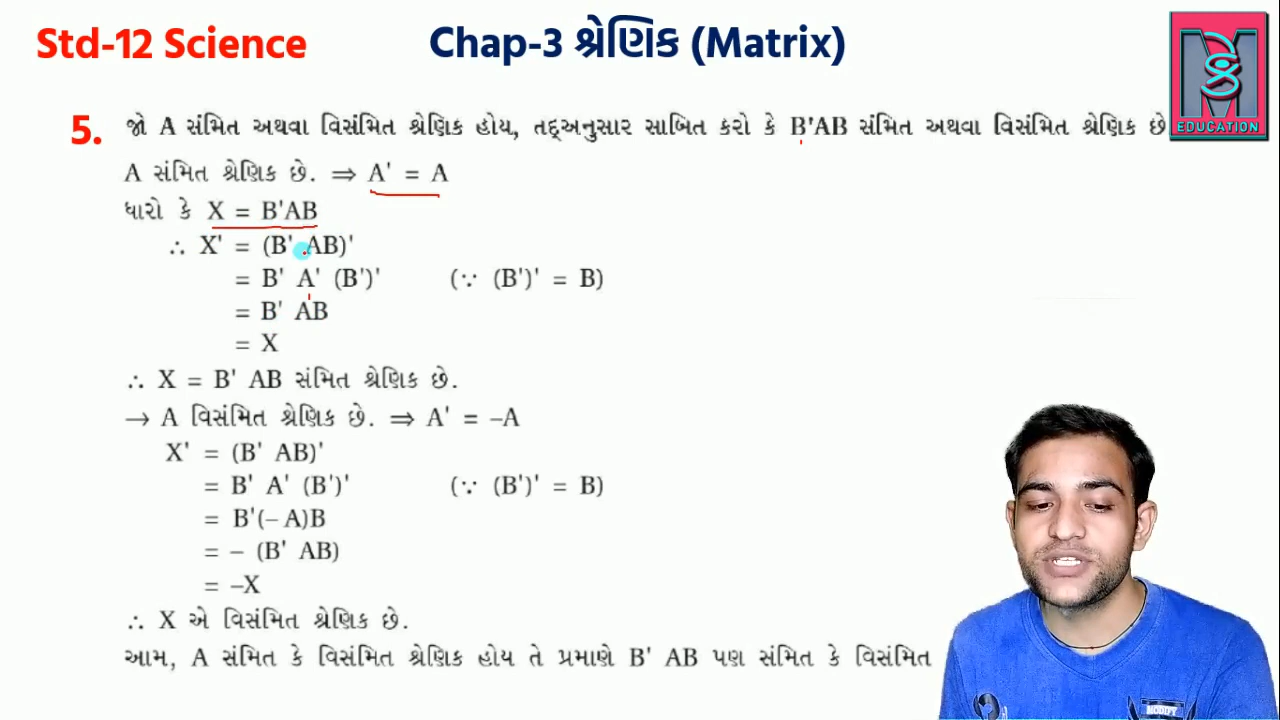 Std-12 Science
Chap-3 શ્રેણિક (Matrix)
EDUCATION
5. જો A સંમિત અથવા વિસંમિત શ્રેણિક હોય, તદ્અનુસાર સાબિત કરો કે B'AB સંમિત અથવા વિસંમિત શ્રેણિક છે
A સંમિત શ્રેણિક છે. ⇒ A' = A
ધારો કે X = B'AB
∴ X' = (B' AB)'
= B' A' (B')' (∵ (B')' = B)
= B' AB
= X
∴ X = B' AB સંમિત શ્રેણિક છે.
→ A વિસંમિત શ્રેણિક છે. ⇒ A' = –A
X' = (B' AB)'
= B' A' (B')' (∵ (B')' = B)
= B'(– A)B
= – (B' AB)
= –X
∴ X એ વિસંમિત શ્રેણિક છે.
આમ, A સંમિત કે વિસંમિત શ્રેણિક હોય તે પ્રમાણે B' AB પણ સંમિત કે વિસંમિત